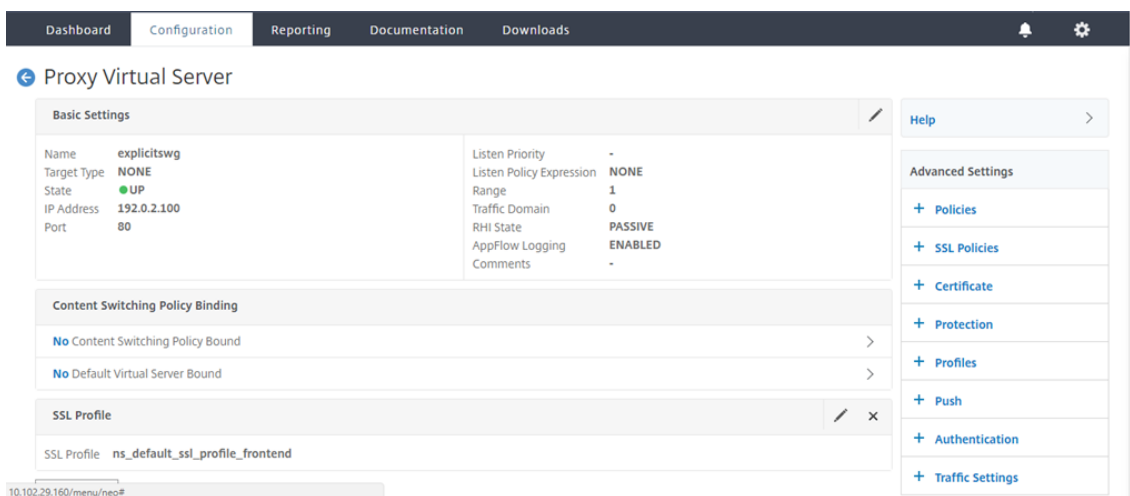 Dashboard Configuration Reporting Documentation Downloads
Proxy Virtual Server
Basic Settings
Name explicitswg
Target Type NONE
State UP
IP Address 192.0.2.100
Port 80
Listen Priority -
Listen Policy Expression NONE
Range 1
Traffic Domain 0
RHI State PASSIVE
AppFlow Logging ENABLED
Comments -
Content Switching Policy Binding
No Content Switching Policy Bound
No Default Virtual Server Bound
SSL Profile
SSL Profile ns_default_ssl_profile_frontend
10.102.29.160/menu/neo#
Help
Advanced Settings
+ Policies
+ SSL Policies
+ Certificate
+ Protection
+ Profiles
+ Push
+ Authentication
+ Traffic Settings